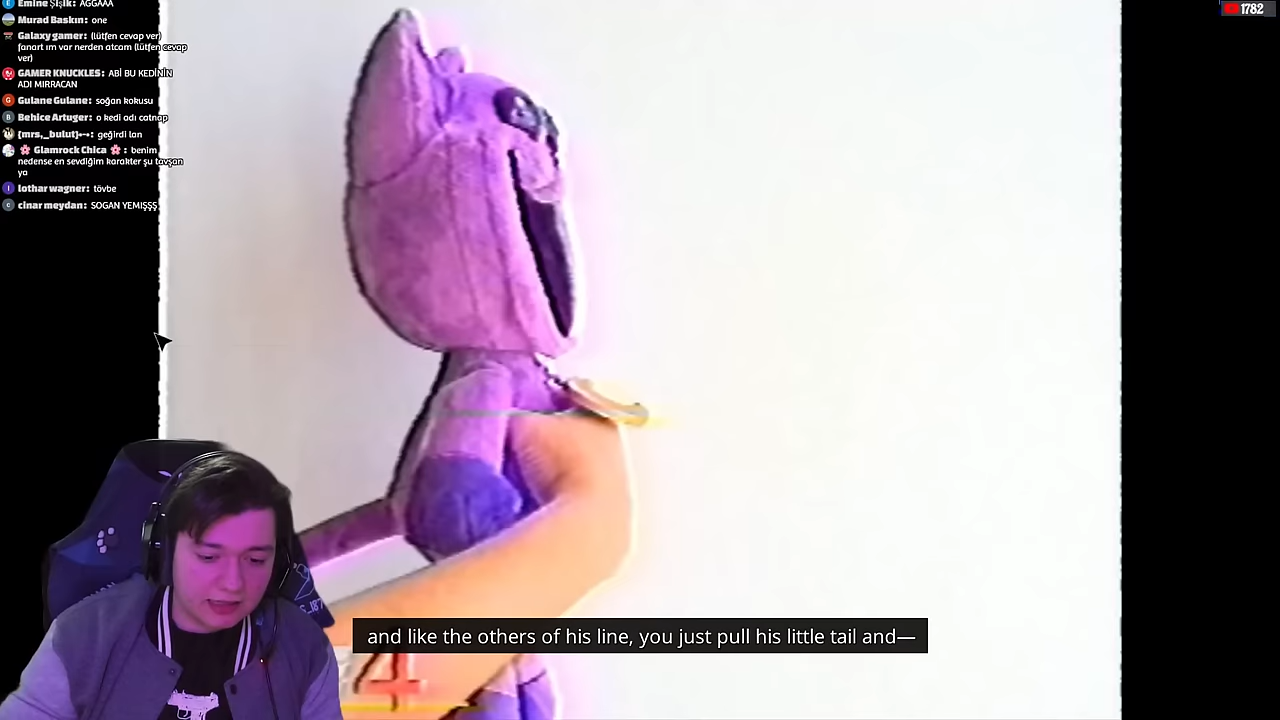 Emine Şişik: AGGAAA
Murad Baskın: one
Galaxy gamer: (lütfen cevap ver)
fanart ım var nerden atcam (lütfen cevap
ver)
GAMER KNUCKLES: ABİ BU KEDİNİN
ADI MIRRACAN
Gulane Gulane: soğan kokusu
Behice Artuger: o kedi adı catnap
(mrs,_bulut)•-•: geğirdi lan
🌸 Glamrock Chica 🌸: benim
nedense en sevdiğim karakter şu tavşan
ya
lothar wagner: tövbe
cinar meydan: SOGAN YEMIŞŞŞ
1782
and like the others of his line, you just pull his little tail and—
4